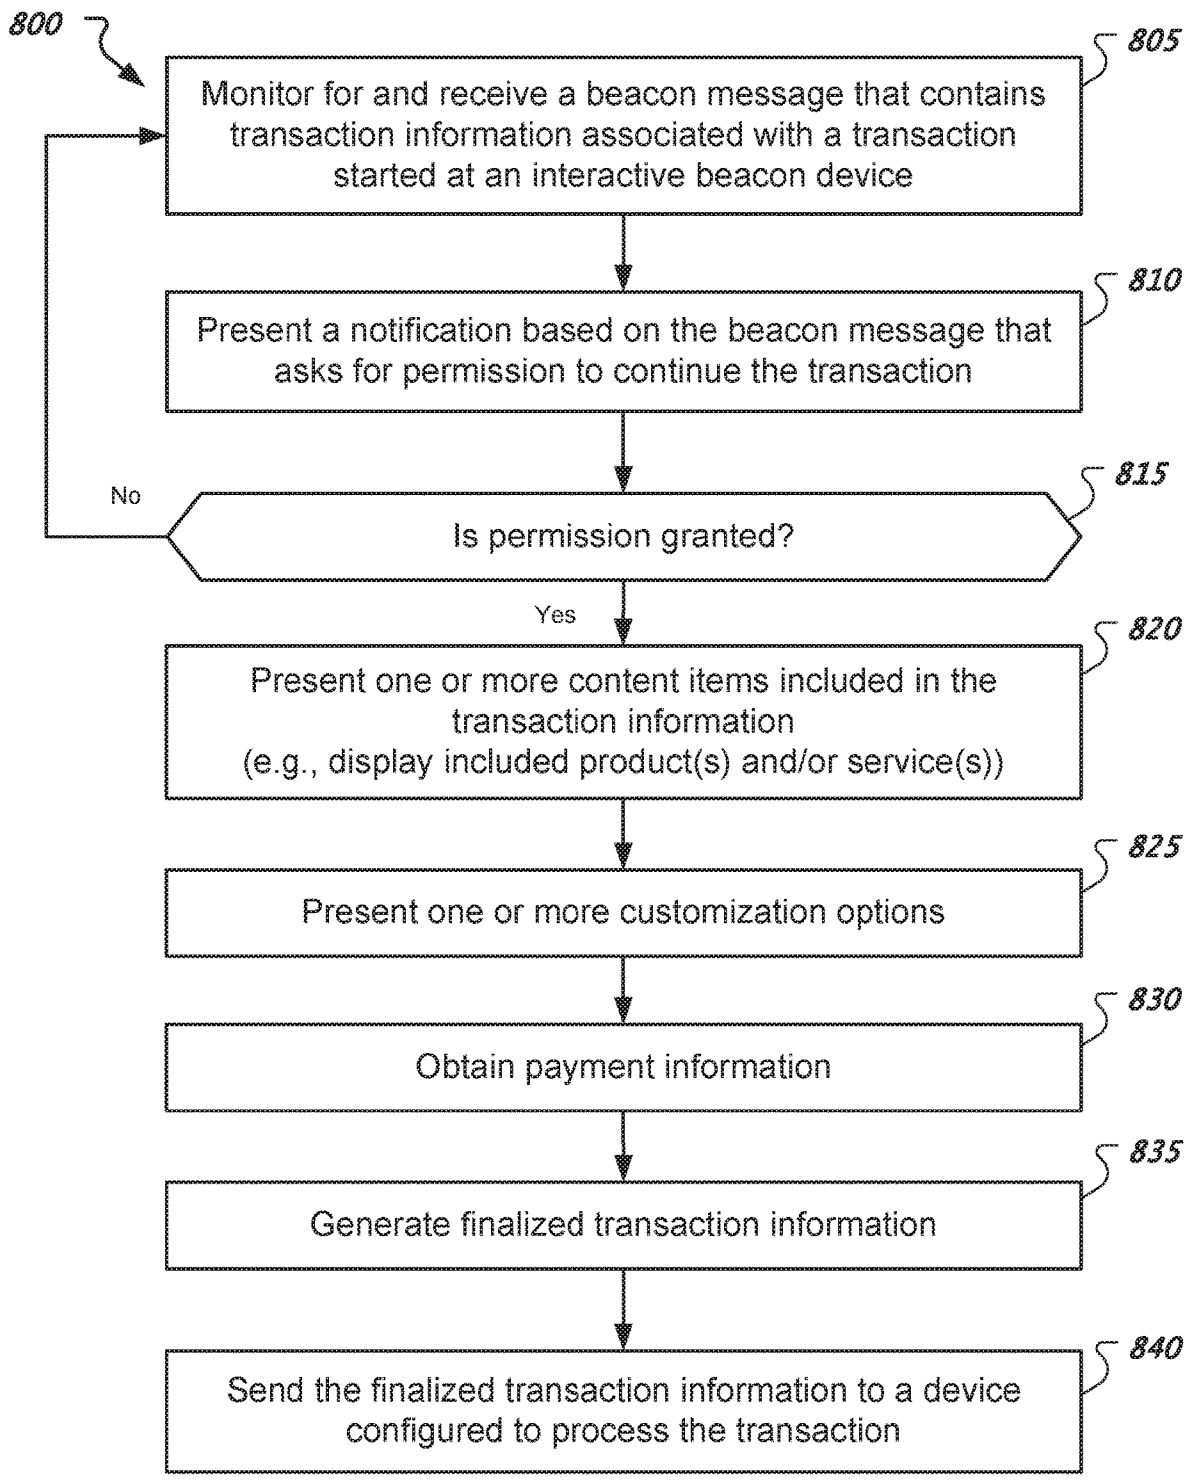 800
805
Monitor for and receive a beacon message that contains
transaction information associated with a transaction
started at an interactive beacon device
810
Present a notification based on the beacon message that
asks for permission to continue the transaction
815
No
Is permission granted?
Yes
820
Present one or more content items included in the
transaction information
(e.g., display included product(s) and/or service(s))
825
Present one or more customization options
830
Obtain payment information
835
Generate finalized transaction information
840
Send the finalized transaction information to a device
configured to process the transaction